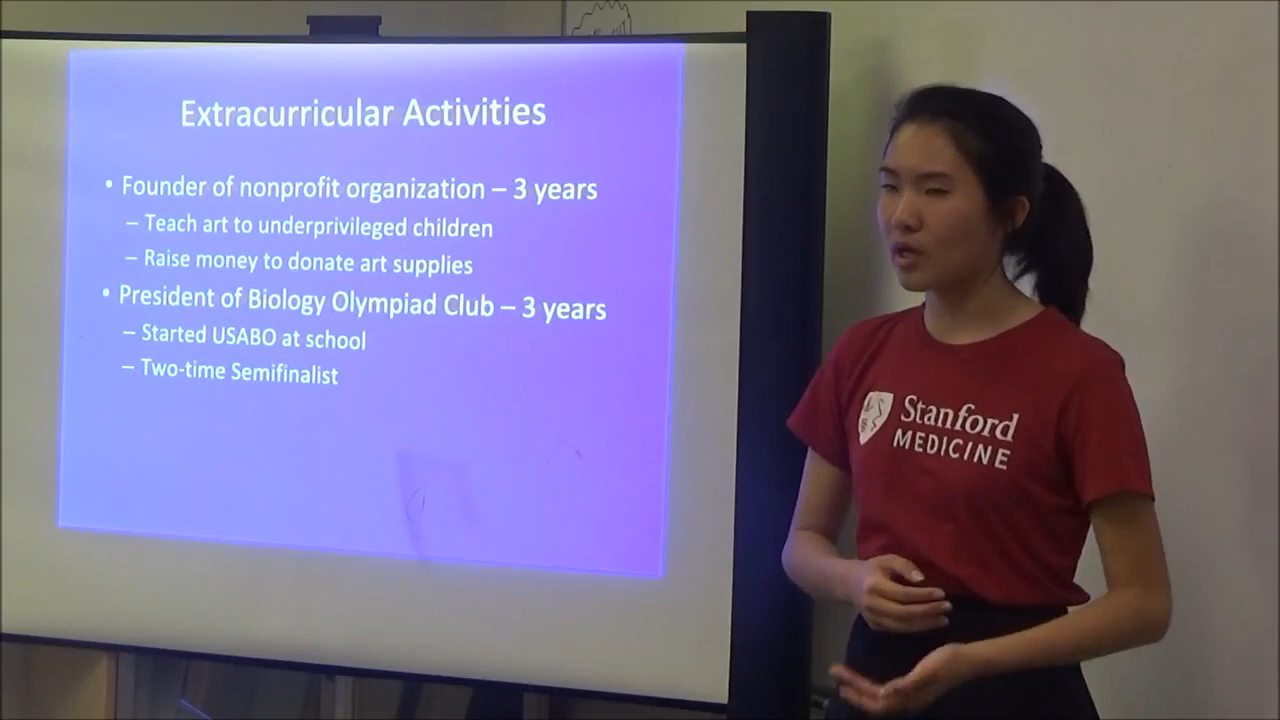 Extracurricular Activities
• Founder of nonprofit organization – 3 years
– Teach art to underprivileged children
– Raise money to donate art supplies
• President of Biology Olympiad Club – 3 years
– Started USABO at school
– Two-time Semifinalist
Stanford
MEDICINE